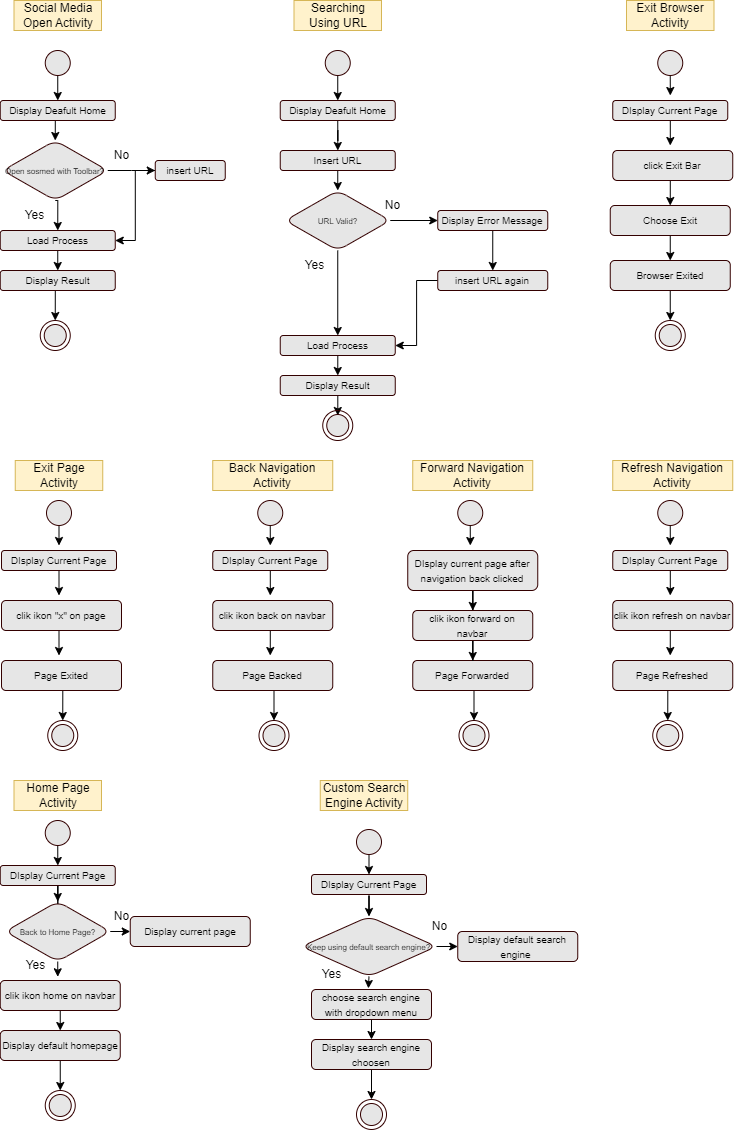 Social Media
Open Activity
Display Deafult Home
Open sosmed with Toolbar?
No
insert URL
Yes
Load Process
Display Result
Searching
Using URL
Display Deafult Home
Insert URL
URL Valid?
No
Display Error Message
Yes
insert URL again
Load Process
Display Result
Exit Browser
Activity
DIsplay Current Page
click Exit Bar
Choose Exit
Browser Exited
Exit Page
Activity
DIsplay Current Page
clik ikon "x" on page
Page Exited
Back Navigation
Activity
DIsplay Current Page
clik ikon back on navbar
Page Backed
Forward Navigation
Activity
DIsplay current page after
navigation back clicked
clik ikon forward on
navbar
Page Forwarded
Refresh Navigation
Activity
DIsplay Current Page
clik ikon refresh on navbar
Page Refreshed
Home Page
Activity
DIsplay Current Page
Back to Home Page?
No
Display current page
Yes
clik ikon home on navbar
Display default homepage
Custom Search
Engine Activity
DIsplay Current Page
Keep using default search engine?
No
Display default search
engine
Yes
choose search engine
with dropdown menu
Display search engine
choosen